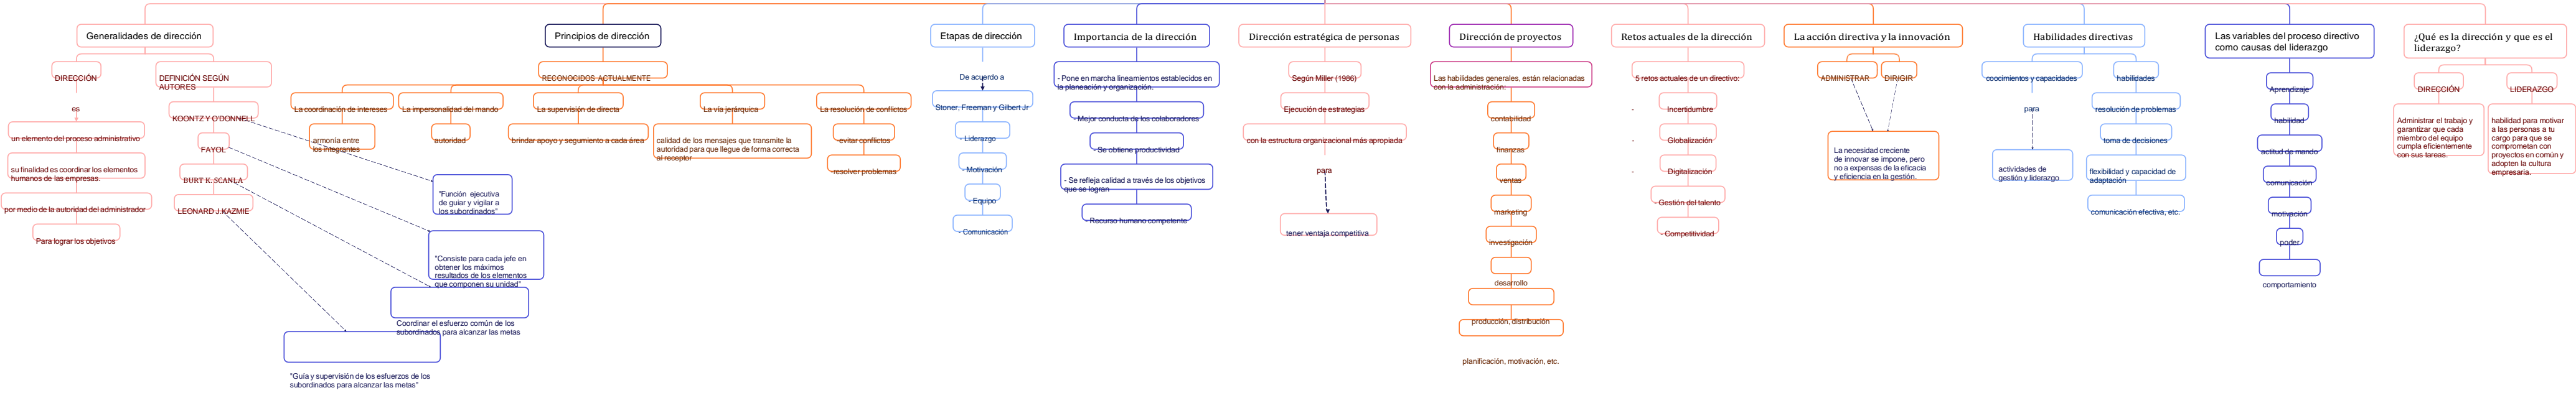 Generalidades de dirección
DIRECCIÓN
es
un elemento del proceso administrativo
su finalidad es coordinar los elementos
humanos de las empresas.
por medio de la autoridad del administrador
Para lograr los objetivos
DEFINICIÓN SEGÚN
AUTORES
KOONTZ Y O'DONNELL
FAYOL
BURT K. SCANLA
LEONARD J.KAZMIE
"Función ejecutiva
de guiar y vigilar a
los subordinados"
"Consiste para cada jefe en
obtener los máximos
resultados de los elementos
que componen su unidad"
Coordinar el esfuerzo común de los
subordinados para alcanzar las metas
"Guía y supervisión de los esfuerzos de los
subordinados para alcanzar las metas"
Principios de dirección
RECONOCIDOS ACTUALMENTE
La coordinación de intereses
armonía entre
los integrantes
La impersonalidad del mando
autoridad
La supervisión de directa
brindar apoyo y segumiento a cada área
La vía jerárquica
calidad de los mensajes que transmite la
autoridad para que llegue de forma correcta
al receptor
La resolución de conflictos
-evitar conflictos
-resolver problemas
Etapas de dirección
De acuerdo a
Stoner, Freeman y Gilbert Jr
- Liderazgo
- Motivación
- Equipo
- Comunicación
Importancia de la dirección
- Pone en marcha lineamientos establecidos en
la planeación y organización.
- Mejor conducta de los colaboradores
- Se obtiene productividad
- Se refleja calidad a través de los objetivos
que se logran
- Recurso humano competente
Dirección estratégica de personas
Según Miller (1986)
Ejecución de estrategias
con la estructura organizacional más apropiada
para
tener ventaja competitiva
Dirección de proyectos
Las habilidades generales, están relacionadas
con la administración:
contabilidad
finanzas
ventas
marketing
investigación
desarrollo
producción, distribución
planificación, motivación, etc.
Retos actuales de la dirección
5 retos actuales de un directivo:
- Incertidumbre
- Globalización
- Digitalización
- Gestión del talento
- Competitividad
La acción directiva y la innovación
ADMINISTRAR
DIRIGIR
La necesidad creciente
de innovar se impone, pero
no a expensas de la eficacia
y eficiencia en la gestión.
Habilidades directivas
coocimientos y capacidades
para
actividades de
gestión y liderazgo
habilidades
resolución de problemas
toma de decisiones
flexibilidad y capacidad de
adaptación
comunicación efectiva, etc.
Las variables del proceso directivo
como causas del liderazgo
Aprendizaje
habilidad
actitud de mando
comunicación
motivación
poder
comportamiento
¿Qué es la dirección y que es el
liderazgo?
DIRECCIÓN
Administrar el trabajo y
garantizar que cada
miembro del equipo
cumpla eficientemente
con sus tareas.
LIDERAZGO
habilidad para motivar
a las personas a tu
cargo para que se
comprometan con
proyectos en común y
adopten la cultura
empresaria.